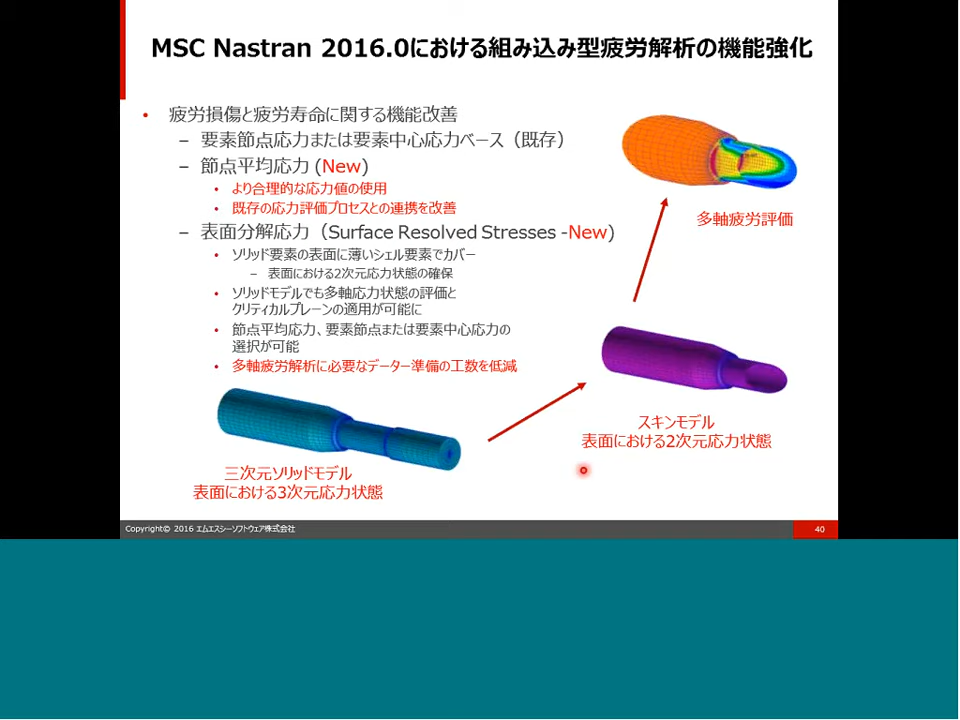 MSC Nastran 2016.0における組み込み型疲労解析の機能強化
• 疲労損傷と疲労寿命に関する機能改善
– 要素節点応力または要素中心応力ベース（既存）
– 節点平均応力 (New)
• より合理的な応力値の使用
• 既存の応力評価プロセスとの連携を改善
– 表面分解応力（Surface Resolved Stresses -New)
• ソリッド要素の表面に薄いシェル要素でカバー
– 表面における2次元応力状態の確保
• ソリッドモデルでも多軸応力状態の評価と
クリティカルプレーンの適用が可能に
• 節点平均応力、要素節点または要素中心応力の
選択が可能
• 多軸疲労解析に必要なデーター準備の工数を低減
多軸疲労評価
スキンモデル
表面における2次元応力状態
三次元ソリッドモデル
表面における3次元応力状態
Copyright© 2016 エムエスシーソフトウェア株式会社
40